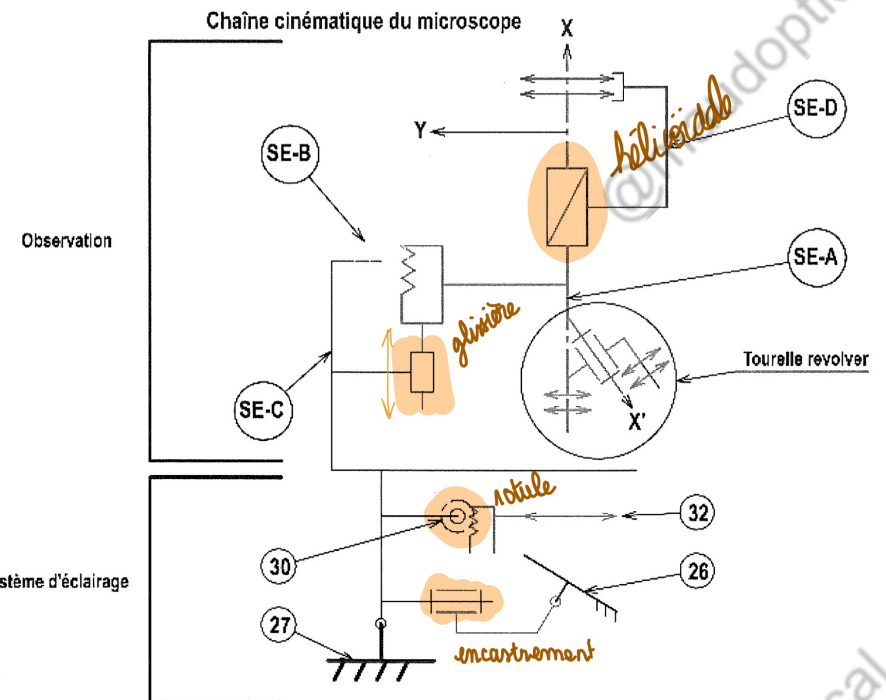 Chaîne cinématique du microscope
X
SE-D
Y
hélicoïdale
SE-B
Observation
SE-A
glissière
Tourelle revolver
SE-C
X'
rotule
32
30
stème d'éclairage
26
27
encastrement